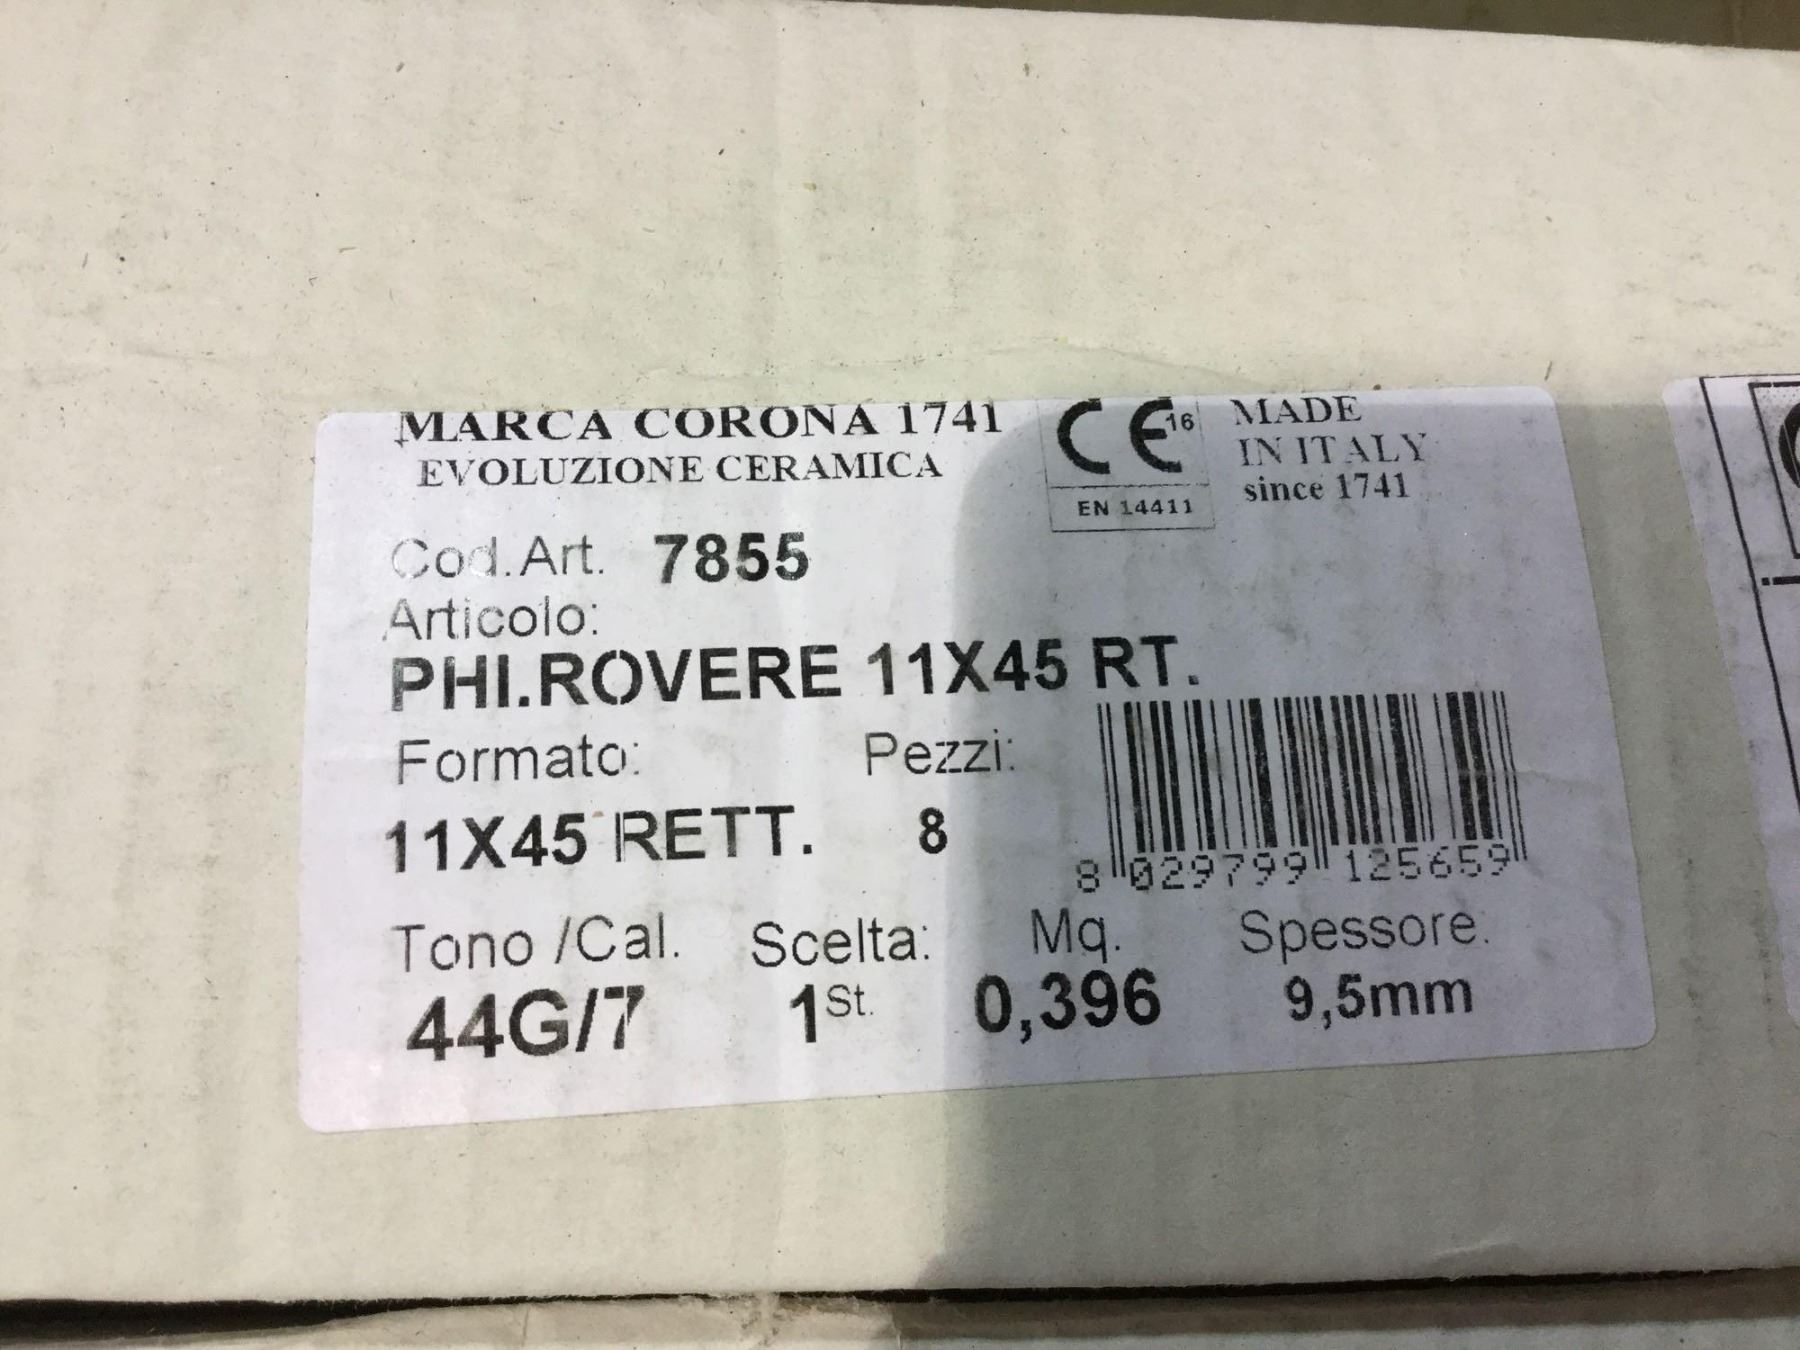 MARCA CORONA 1741
EVOLUZIONE CERAMICA
CE 16
EN 14411
MADE
IN ITALY
since 1741
Cod.Art. 7855
Articolo:
PHI.ROVERE 11X45 RT.
Formato: Pezzi:
11X45 RETT. 8
8 029799 125659
Tono /Cal. Scelta: Mq. Spessore:
44G/7 1St. 0,396 9,5mm